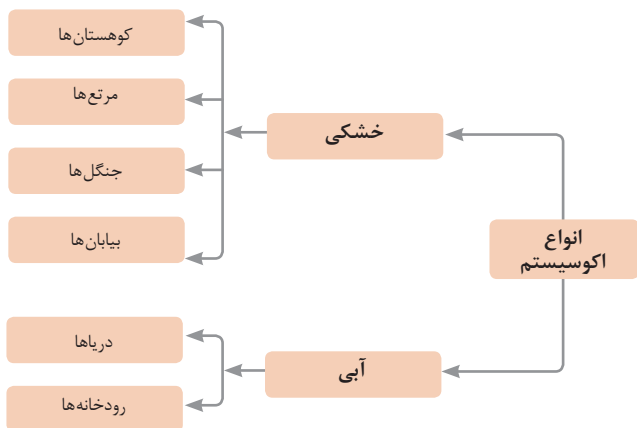 انواع
اکوسیستم
خشکی
کوهستان‌ها
مرتع‌ها
جنگل‌ها
بیابان‌ها
آبی
دریاها
رودخانه‌ها